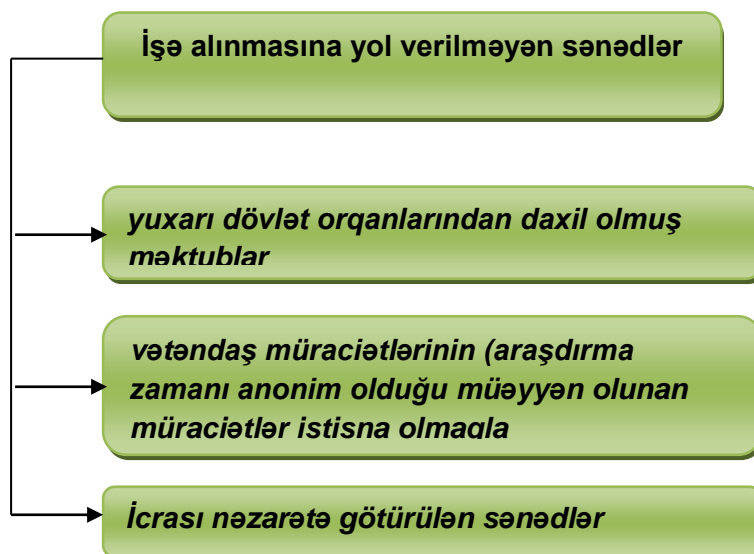 İşə alınmasına yol verilməyən sənədlər
yuxarı dövlət orqanlarından daxil olmuş
məktublar
vətəndaş müraciətlərinin (araşdırma
zamanı anonim olduğu müəyyən olunan
müraciətlər istisna olmaqla
İcrası nəzarətə götürülən sənədlər